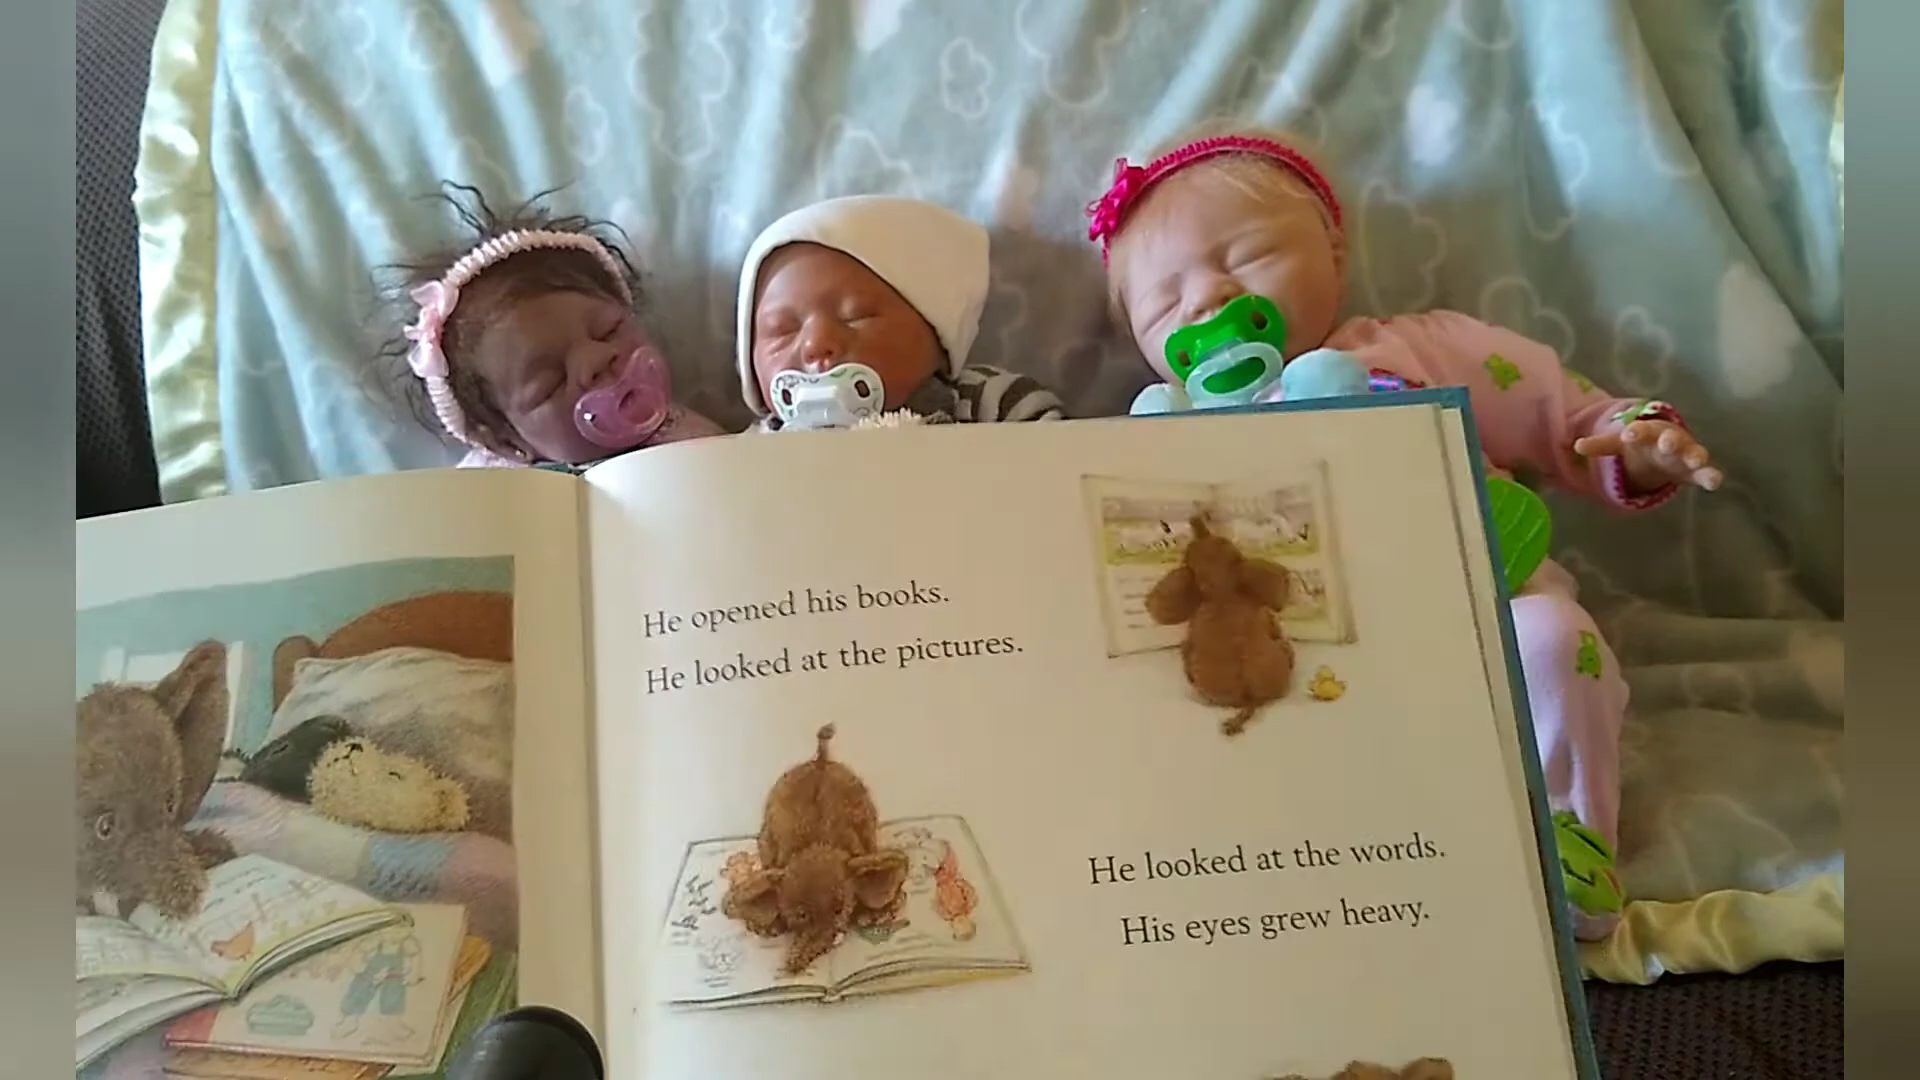 He opened his books.
He looked at the pictures.
He looked at the words.
His eyes grew heavy.